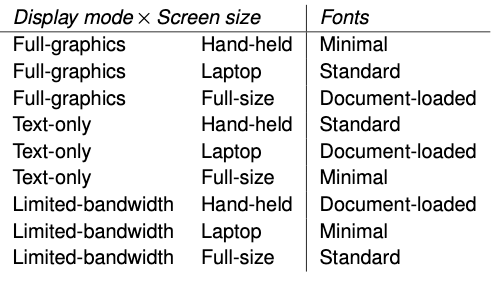 Display mode × Screen size Fonts
Full-graphics Hand-held Minimal
Full-graphics Laptop Standard
Full-graphics Full-size Document-loaded
Text-only Hand-held Standard
Text-only Laptop Document-loaded
Text-only Full-size Minimal
Limited-bandwidth Hand-held Document-loaded
Limited-bandwidth Laptop Minimal
Limited-bandwidth Full-size Standard